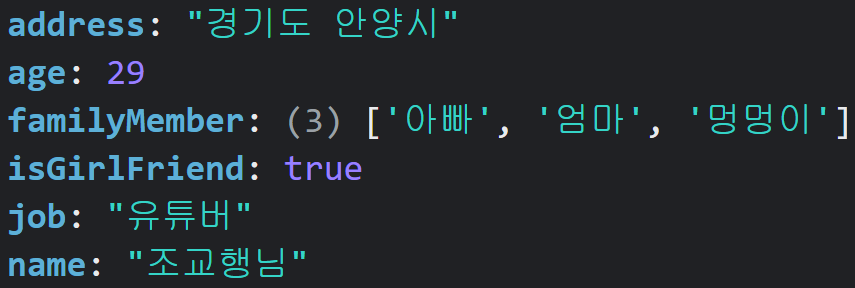 address: "경기도 안양시"
age: 29
familyMember: (3) ['아빠', '엄마', '멍멍이']
isGirlFriend: true
job: "유튜버"
name: "조교행님"